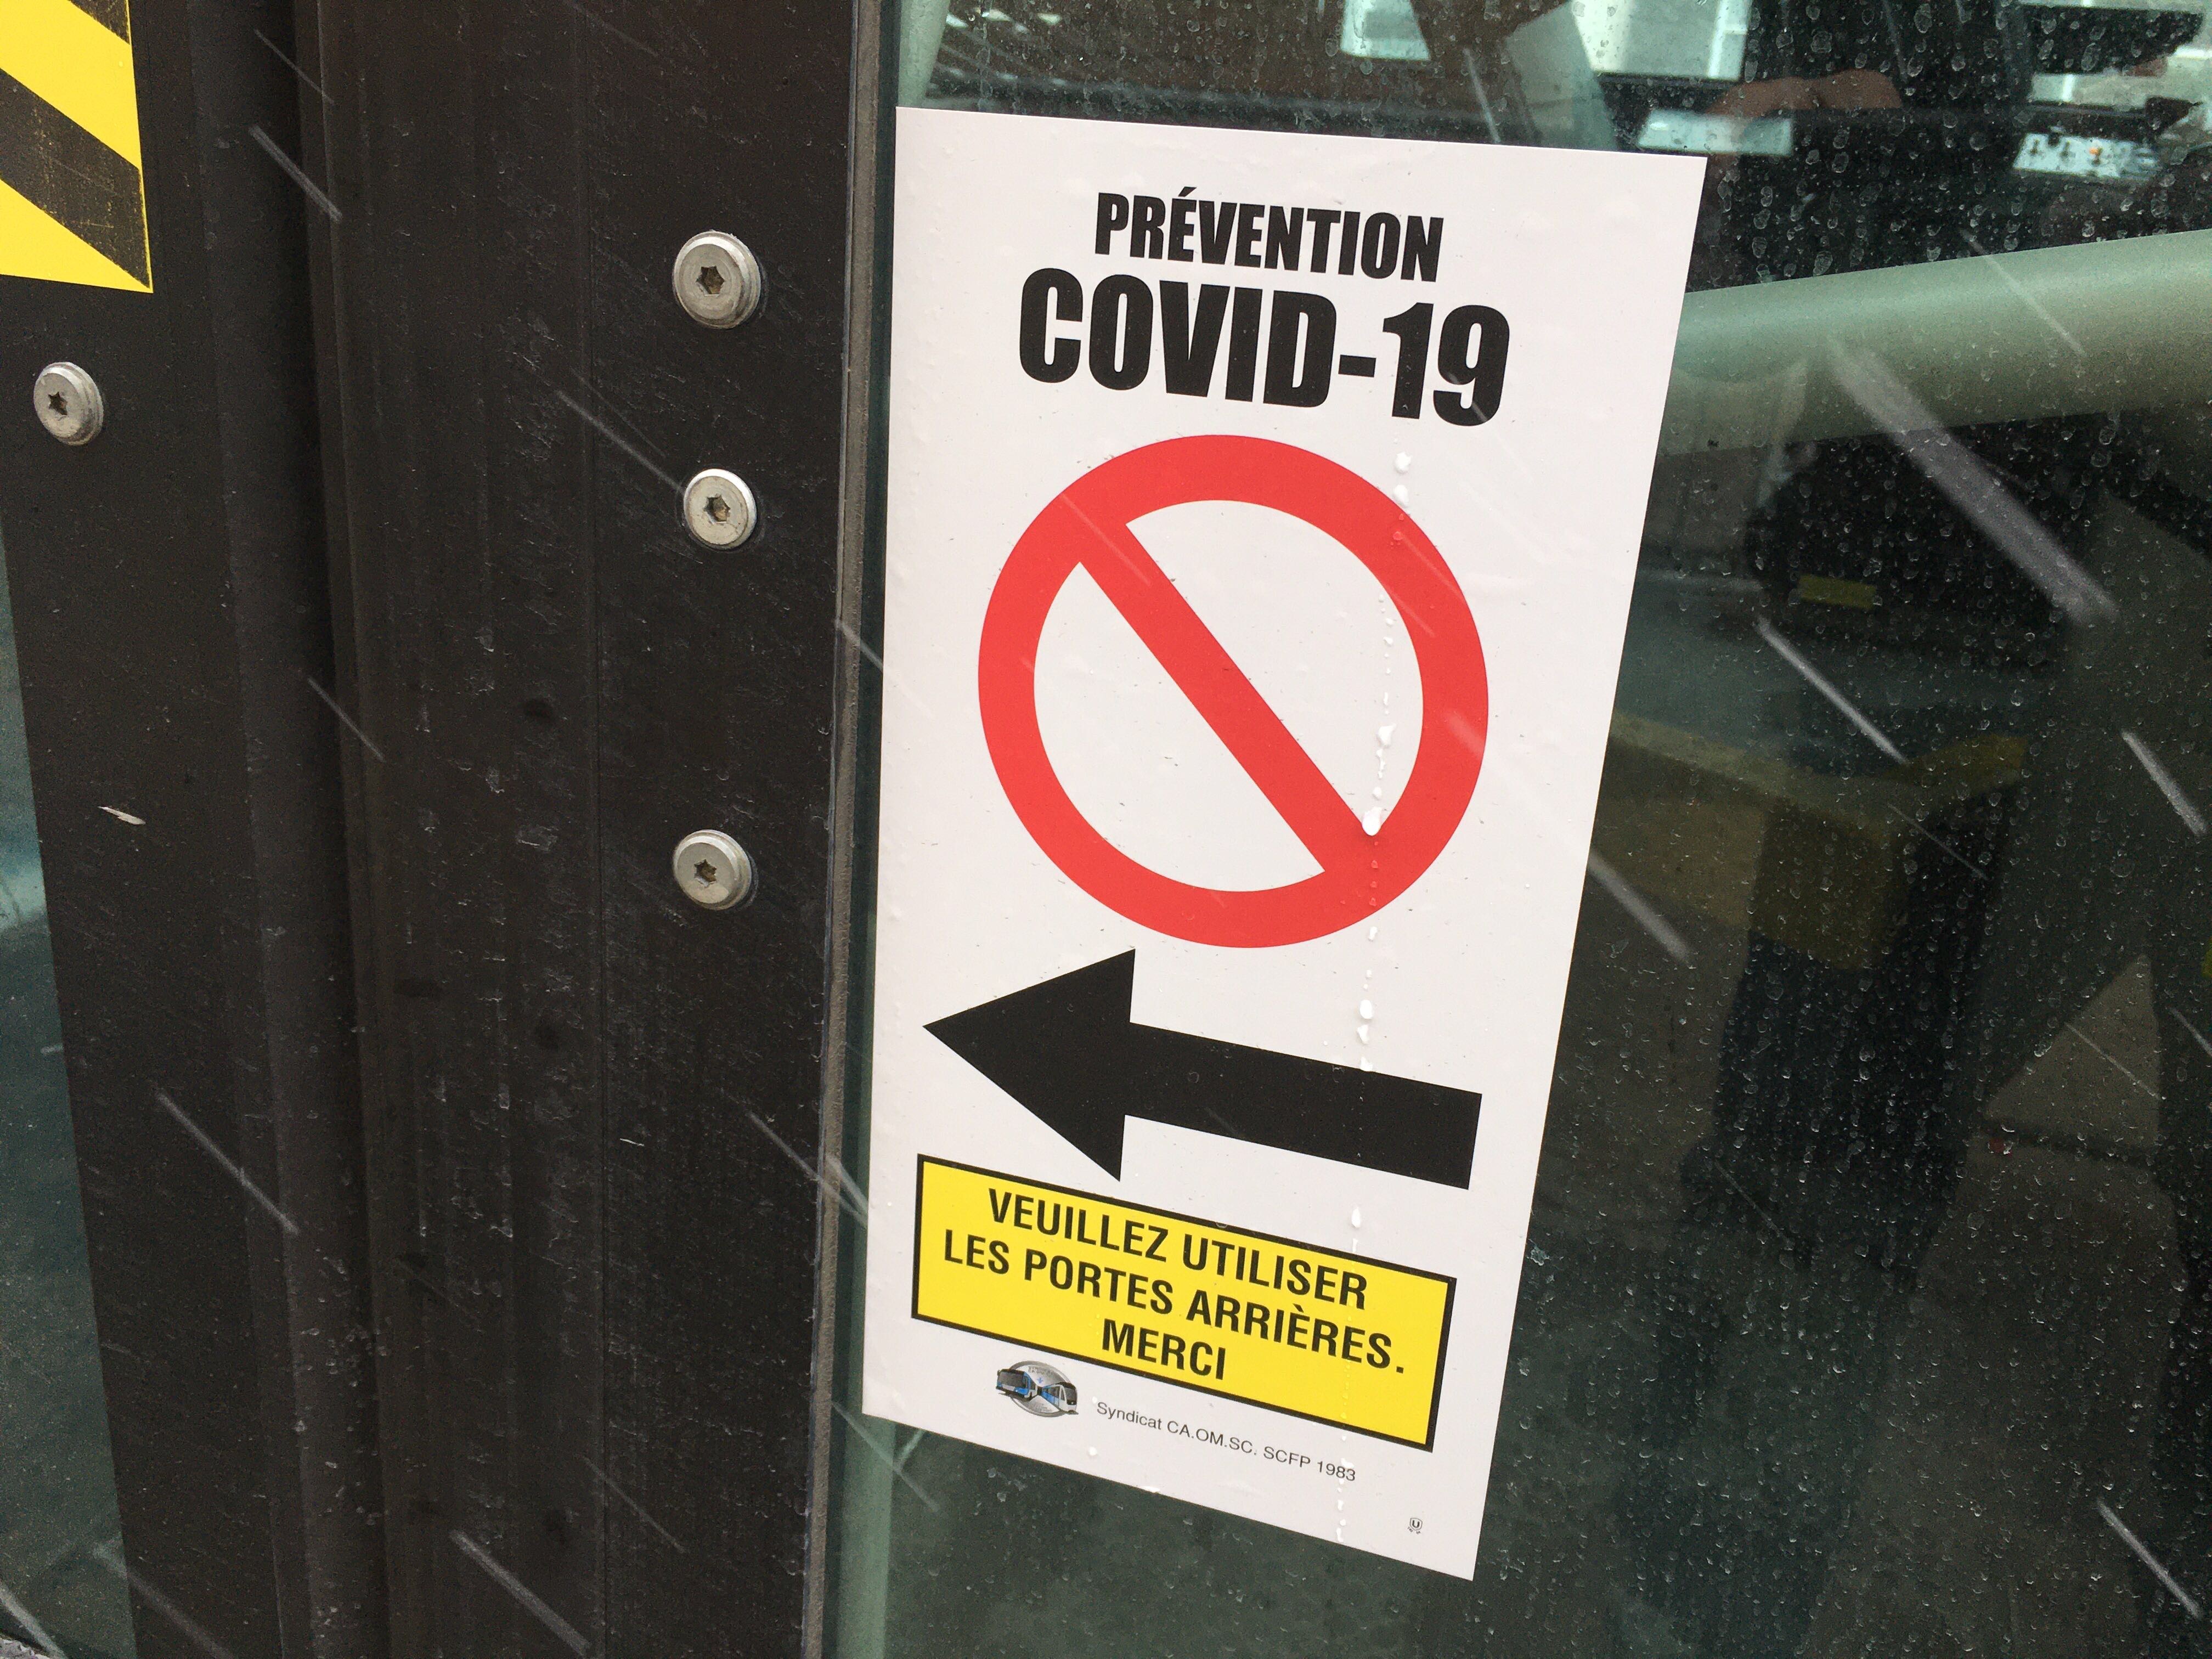 PRÉVENTION
COVID-19
VEUILLEZ UTILISER
LES PORTES ARRIÈRES.
MERCI
Syndicat CA.OM.SC. SCFP 1983